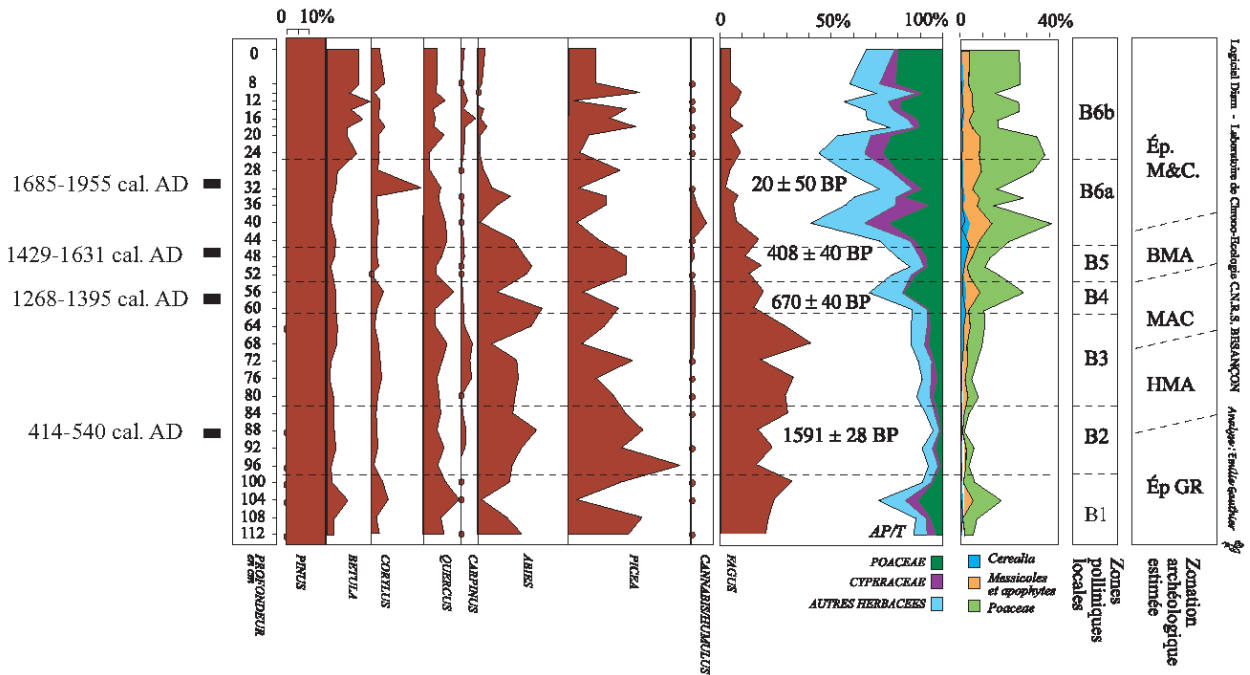 0 10%
0 50% 100%
0 40%
0
8
12
16
20
24
28
32
36
40
44
48
52
56
60
64
68
72
76
80
84
88
92
96
100
104
108
112
1685-1955 cal. AD
1429-1631 cal. AD
1268-1395 cal. AD
414-540 cal. AD
20 ± 50 BP
408 ± 40 BP
670 ± 40 BP
1591 ± 28 BP
AP/T
B6b
B6a
B5
B4
B3
B2
B1
Ép.
M&C.
BMA
MAC
HMA
Ép GR
PROFONDEUR
en cm
PINUS
BETULA
CORYLUS
QUERCUS
CARPINUS
ABIES
PICEA
CANNABIS/HUMULUS
FAGUS
POACEAE
CYPERACEAE
AUTRES HERBACEES
Cerealia
Messicoles
et apophytes
Poaceae
Zones
polliniques
locales
Zonation
archéologique
estimée
Logiciel Diam - Laboratoire de Chrono-Ecologie C.N.R.S. BESANÇON
Analyse: Emilie Gauthier